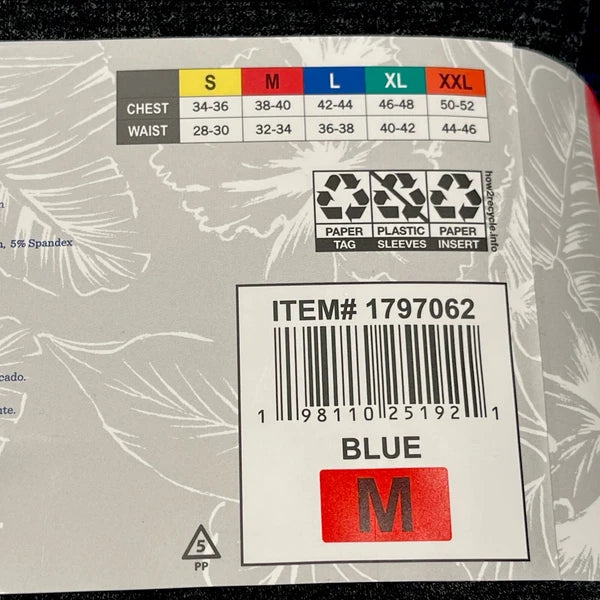 S M L XL XXL
CHEST 34-36 38-40 42-44 46-48 50-52
WAIST 28-30 32-34 36-38 40-42 44-46
5% Spandex
PAPER TAG
PLASTIC SLEEVES
PAPER INSERT
how2recycle.info
ITEM# 1797062
1 98110 25192 1
BLUE
M
5
PP